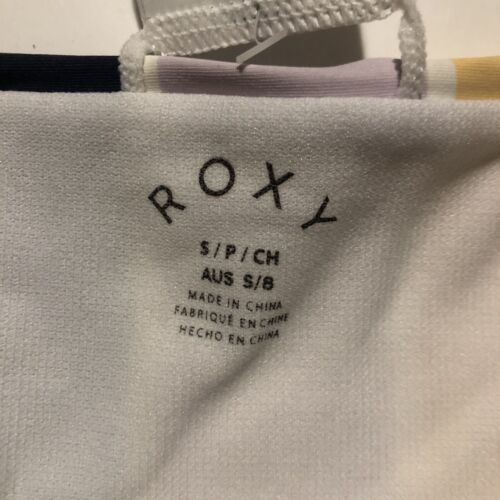 ROXY
S/P/CH
AUS S/8
MADE IN CHINA
FABRIQUÉ EN CHINE
HECHO EN CHINA